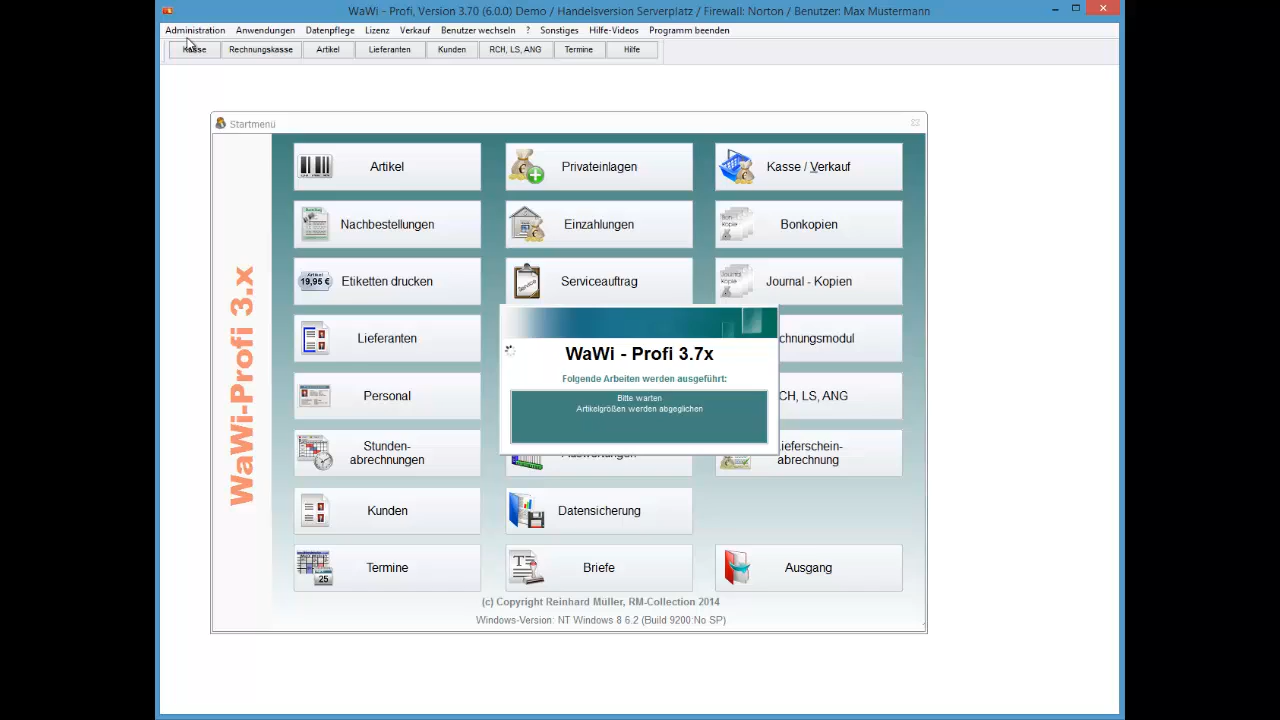 WaWi - Profi, Version 3.70 (6.0.0) Demo / Handelsversion Serverplatz / Firewall: Norton / Benutzer: Max Mustermann
Administration Anwendungen Datenpflege Lizenz Verkauf Benutzer wechseln ? Sonstiges Hilfe-Videos Programm beenden
Kasse Rechnungskasse Artikel Lieferanten Kunden RCH, LS, ANG Termine Hilfe
Startmenü
WaWi-Profi 3.x
Artikel
Privateinlagen
Kasse / Verkauf
Nachbestellungen
Einzahlungen
Bonkopien
Artikel
19,95 €
Etiketten drucken
Serviceauftrag
Journal - Kopien
Lieferanten
chnungsmodul
Personal
CH, LS, ANG
Stunden-
abrechnungen
Auswertungen
ieferschein-
abrechnung
Kunden
Datensicherung
25
Termine
Briefe
Ausgang
WaWi - Profi 3.7x
Folgende Arbeiten werden ausgeführt:
Bitte warten
Artikelgrößen werden abgeglichen
(c) Copyright Reinhard Müller, RM-Collection 2014
Windows-Version: NT Windows 8 6.2 (Build 9200:No SP)